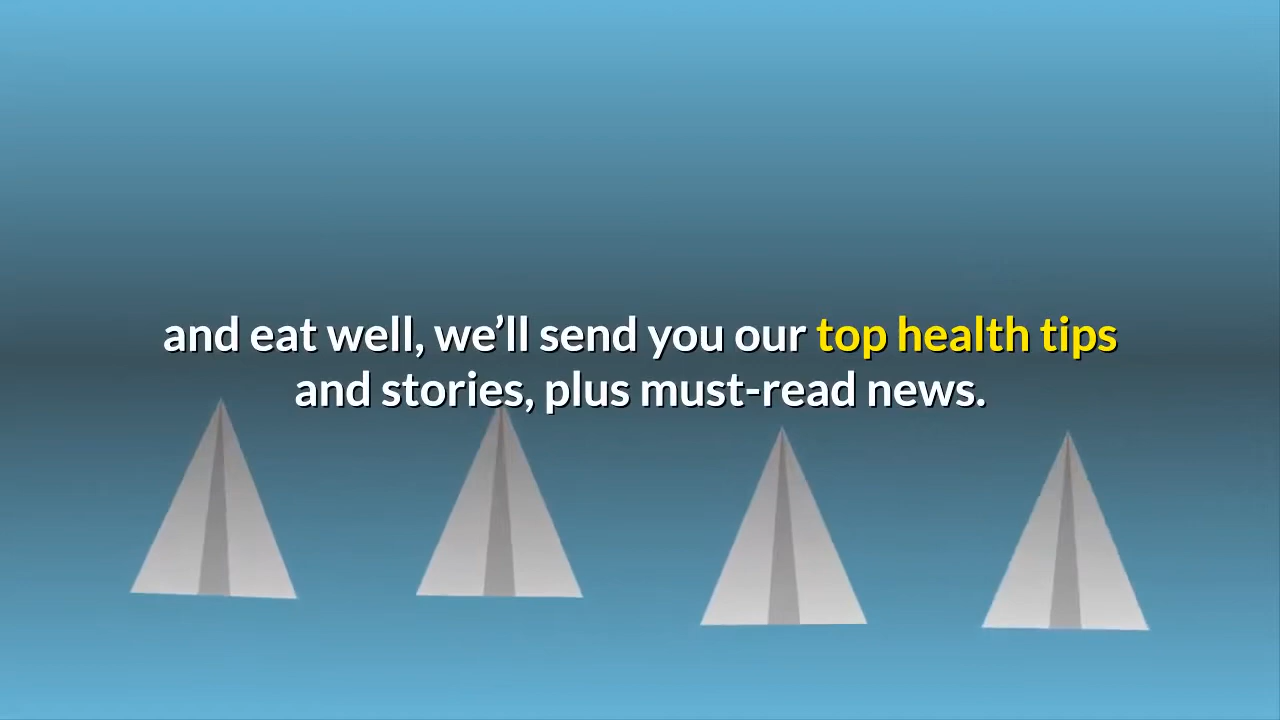 and eat well, we’ll send you our top health tips
and stories, plus must-read news.